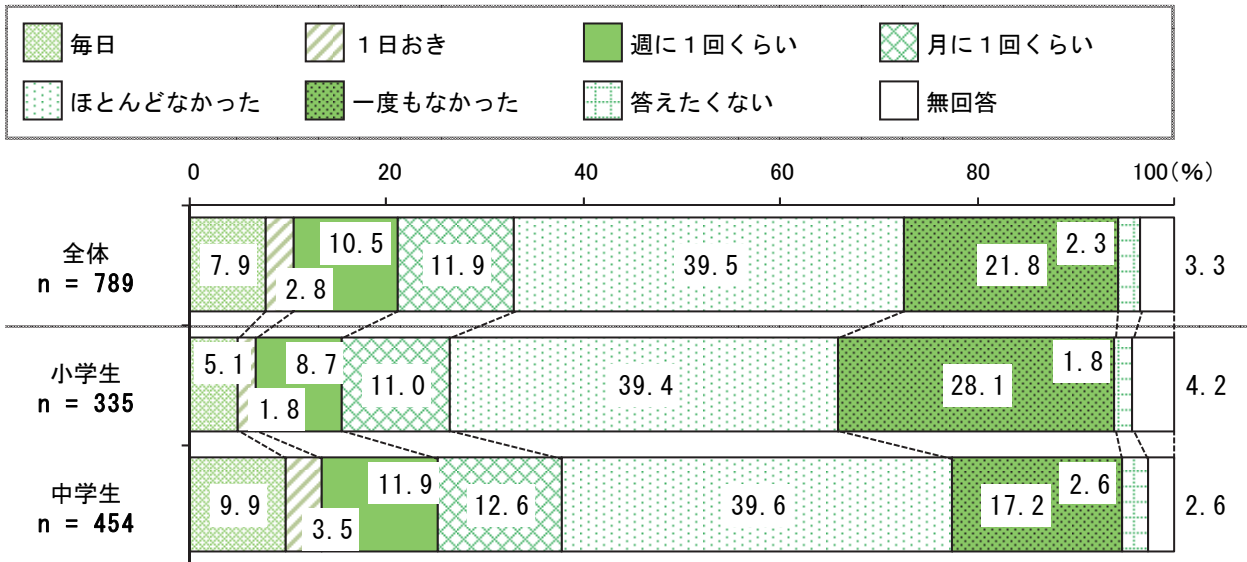 毎日 １日おき 週に１回くらい 月に１回くらい
ほとんどなかった 一度もなかった 答えたくない 無回答
0 20 40 60 80 100(％)
全体
n = 789
7.9 2.8 10.5 11.9 39.5 21.8 2.3 3.3
小学生
n = 335
5.1 1.8 8.7 11.0 39.4 28.1 1.8 4.2
中学生
n = 454
9.9 3.5 11.9 12.6 39.6 17.2 2.6 2.6